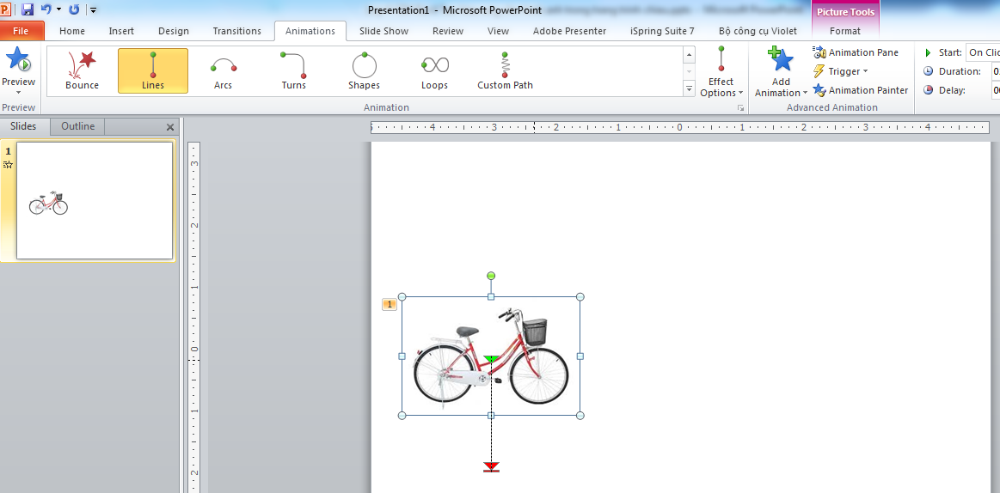 Presentation1 - Microsoft PowerPoint
Picture Tools
File Home Insert Design Transitions Animations Slide Show Review View Adobe Presenter iSpring Suite 7 Bộ công cụ Violet Format
Preview
Bounce Lines Arcs Turns Shapes Loops Custom Path
Effect Options
Add Animation
Animation Pane
Trigger
Animation Painter
Start: On Clic
Duration: 0
Delay: 00
Preview Animation Advanced Animation
Slides Outline
4 3 2 1 0 1 2 3 4
1
3
2
1
0
1
2
1